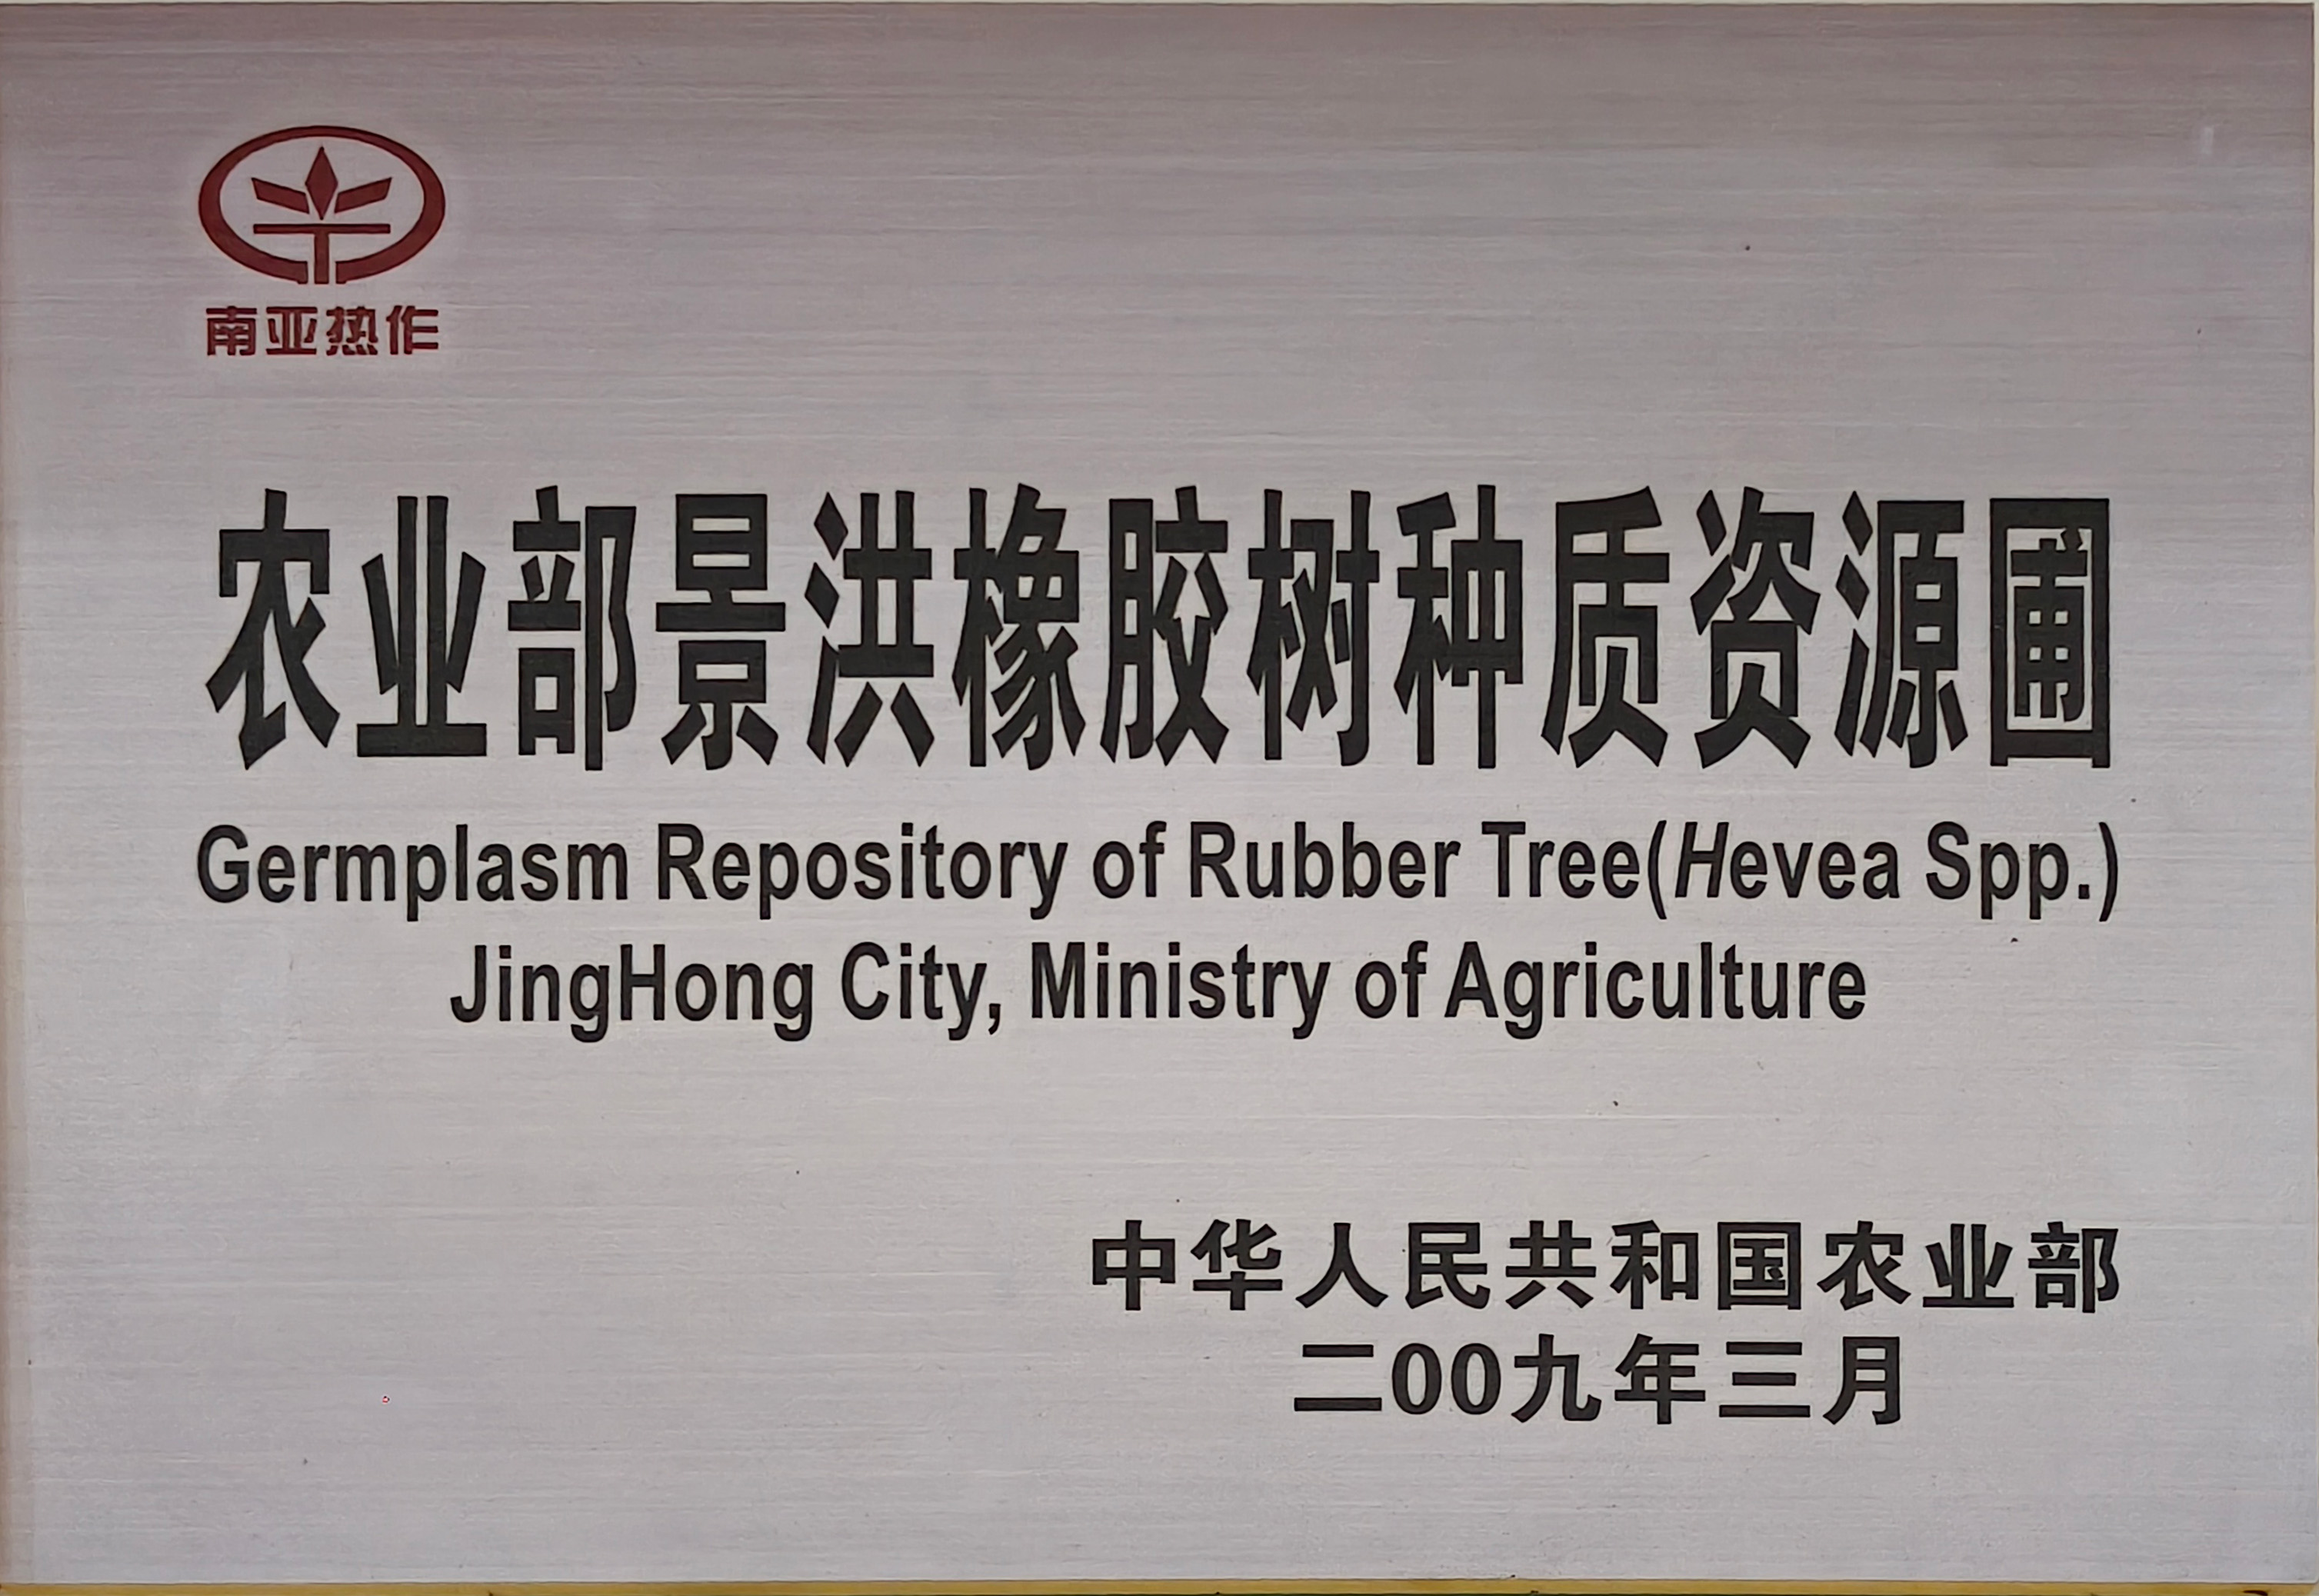 南亚热作
农业部景洪橡胶树种质资源圃
Germplasm Repository of Rubber Tree(Hevea Spp.)
JingHong City, Ministry of Agriculture
中华人民共和国农业部
二00九年三月